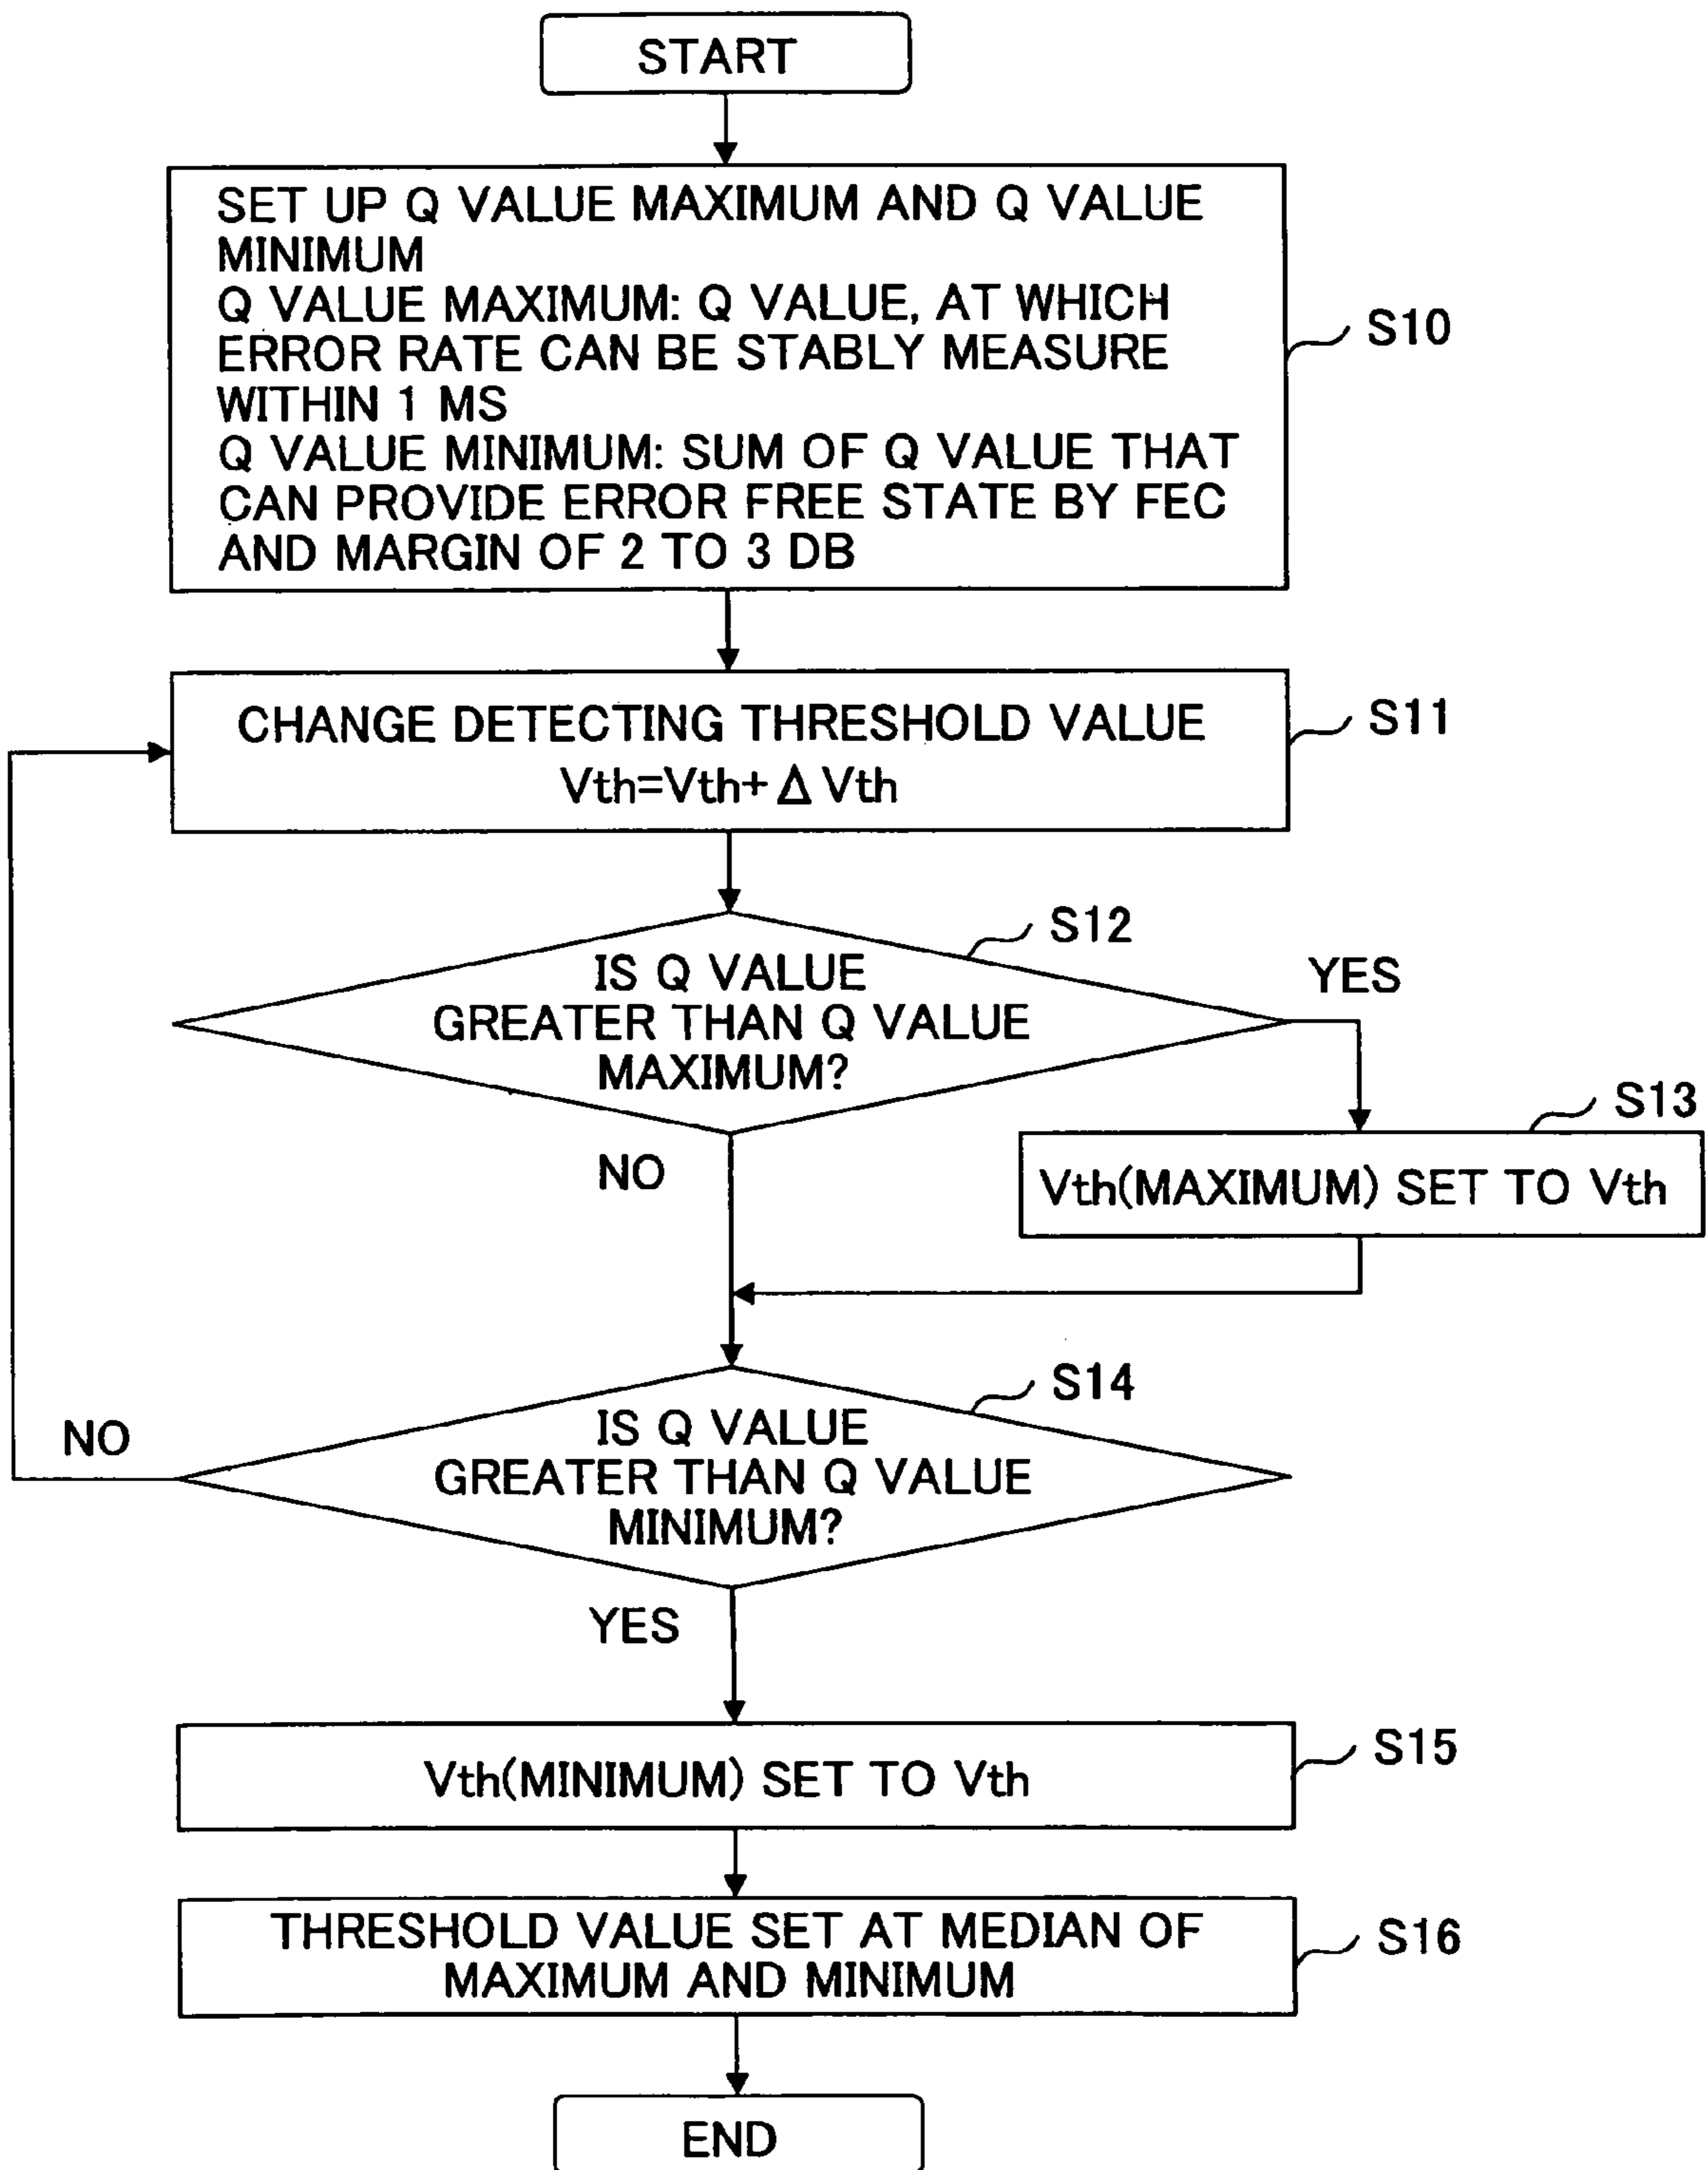 START
SET UP Q VALUE MAXIMUM AND Q VALUE
MINIMUM
Q VALUE MAXIMUM: Q VALUE, AT WHICH
ERROR RATE CAN BE STABLY MEASURE
WITHIN 1 MS
Q VALUE MINIMUM: SUM OF Q VALUE THAT
CAN PROVIDE ERROR FREE STATE BY FEC
AND MARGIN OF 2 TO 3 DB
S10
CHANGE DETECTING THRESHOLD VALUE
Vth=Vth+Δ Vth
S11
IS Q VALUE
GREATER THAN Q VALUE
MAXIMUM?
S12
YES
NO
S13
Vth(MAXIMUM) SET TO Vth
IS Q VALUE
GREATER THAN Q VALUE
MINIMUM?
S14
NO
YES
Vth(MINIMUM) SET TO Vth
S15
THRESHOLD VALUE SET AT MEDIAN OF
MAXIMUM AND MINIMUM
S16
END